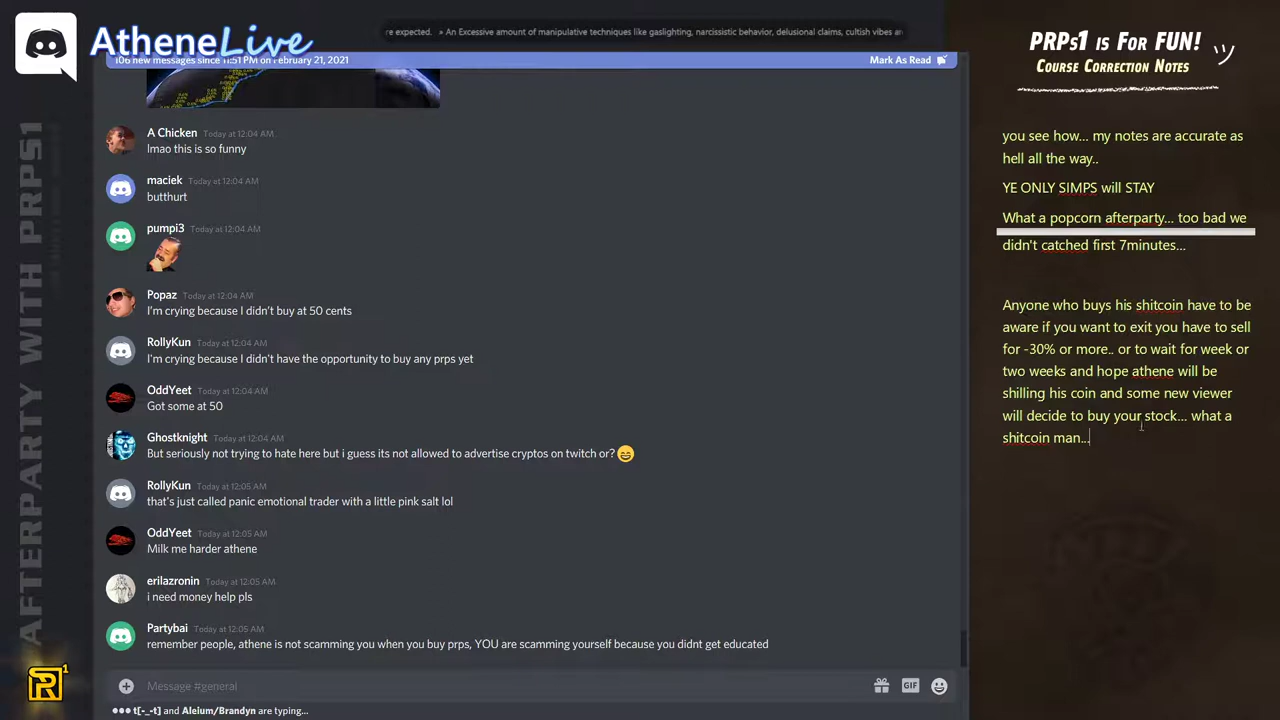 AtheneLive
re expected. » An Excessive amount of manipulative techniques like gaslighting, narcissistic behavior, delusional claims, cultish vibes an
106 new messages since 11:51 PM on February 21, 2021
Mark As Read
A Chicken Today at 12:04 AM
lmao this is so funny
maciek Today at 12:04 AM
butthurt
pumpi3 Today at 12:04 AM
Popaz Today at 12:04 AM
I'm crying because I didn't buy at 50 cents
RollyKun Today at 12:04 AM
I'm crying because I didn't have the opportunity to buy any prps yet
OddYeet Today at 12:04 AM
Got some at 50
Ghostknight Today at 12:04 AM
But seriously not trying to hate here but i guess its not allowed to advertise cryptos on twitch or?
RollyKun Today at 12:05 AM
that's just called panic emotional trader with a little pink salt lol
OddYeet Today at 12:05 AM
Milk me harder athene
erilazronin Today at 12:05 AM
i need money help pls
Partybai Today at 12:05 AM
remember people, athene is not scamming you when you buy prps, YOU are scamming yourself because you didnt get educated
Message #general
GIF
t[-_-t] and Aleium/Brandyn are typing...
AFTERPARTY WITH PRPS1
PRPs1 is For FUN! ツ
Course Correction Notes
you see how... my notes are accurate as
hell all the way..
YE ONLY SIMPS will STAY
What a popcorn afterparty... too bad we
didn't catched first 7minutes...
Anyone who buys his shitcoin have to be
aware if you want to exit you have to sell
for -30% or more.. or to wait for week or
two weeks and hope athene will be
shilling his coin and some new viewer
will decide to buy your stock... what a
shitcoin man...